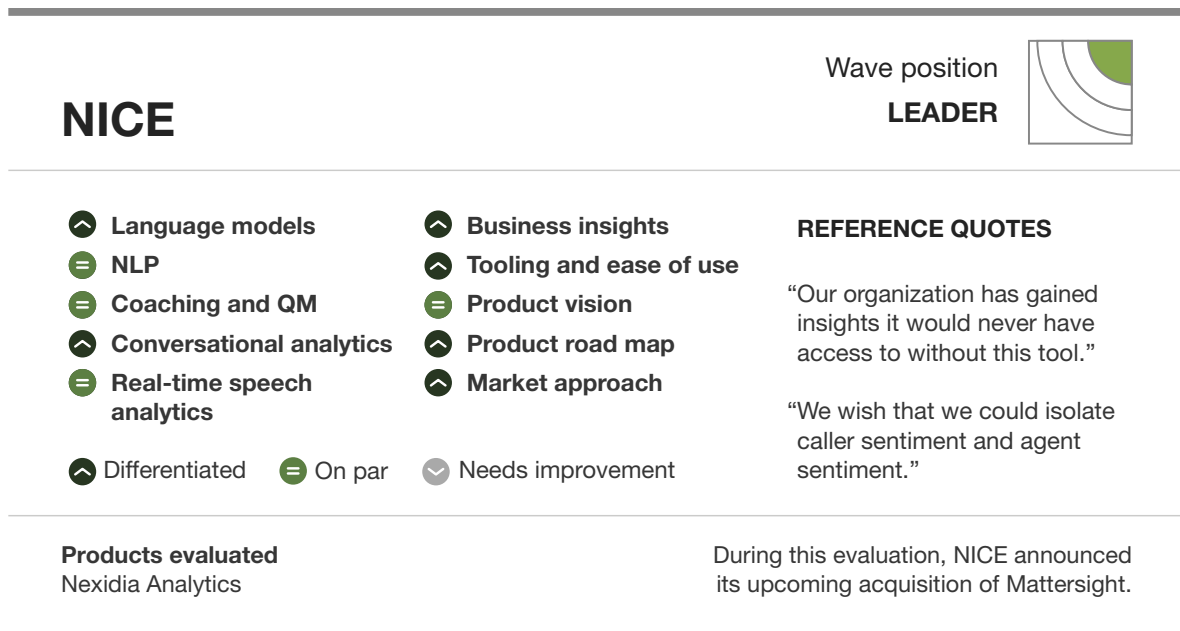 NICE
Wave position
LEADER
Language models
NLP
Coaching and QM
Conversational analytics
Real-time speech
analytics
Business insights
Tooling and ease of use
Product vision
Product road map
Market approach
Differentiated
On par
Needs improvement
REFERENCE QUOTES
“Our organization has gained
insights it would never have
access to without this tool.”
“We wish that we could isolate
caller sentiment and agent
sentiment.”
Products evaluated
Nexidia Analytics
During this evaluation, NICE announced
its upcoming acquisition of Mattersight.